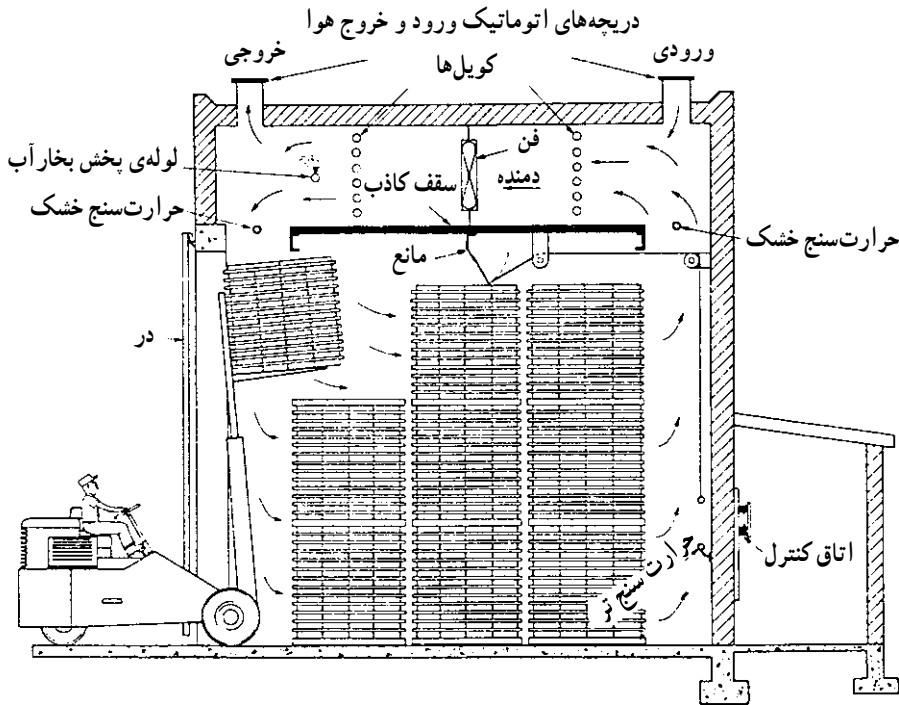 دریچه‌های اتوماتیک ورود و خروج هوا
ورودی
خروجی
کویل‌ها
فن
دمنده
لوله‌ی پخش بخار آب
سقف کاذب
حرارت‌سنج خشک
حرارت‌سنج خشک
مانع
در
اتاق کنترل
حرارت سنج تر